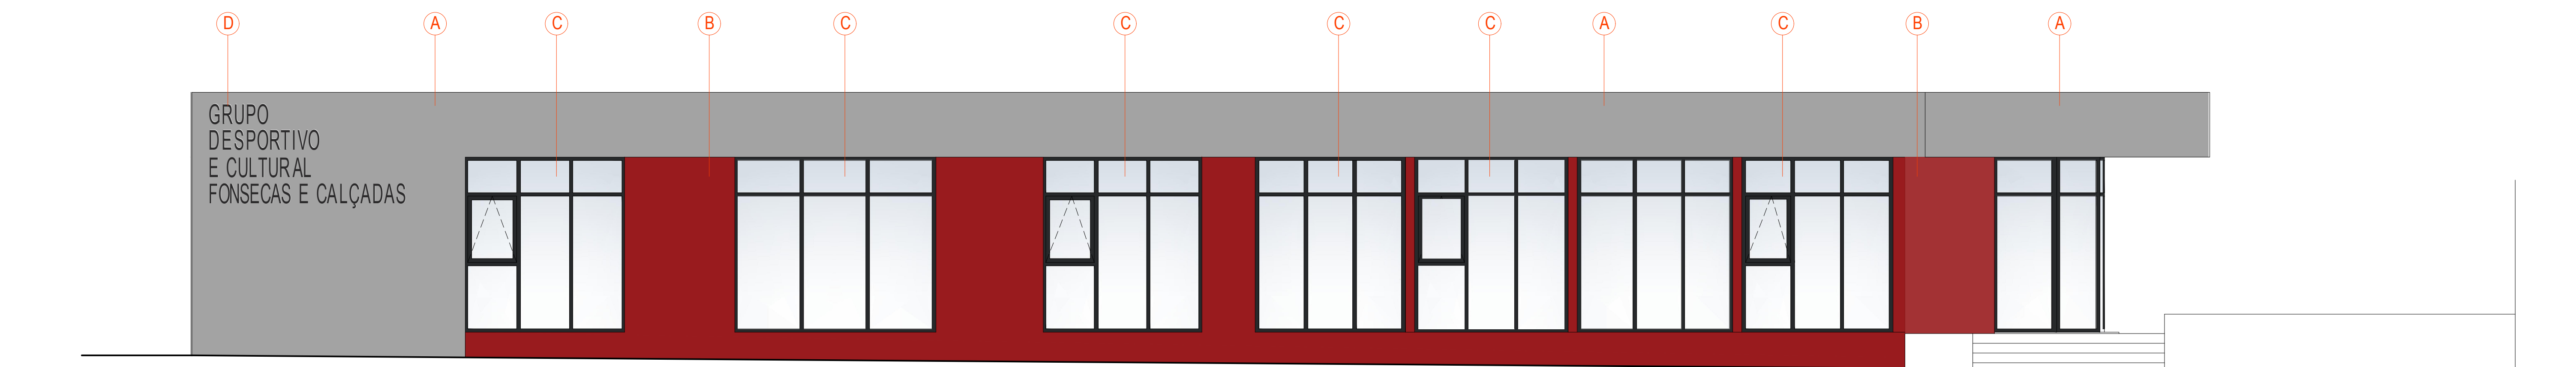 D A C B C C C C A C B A
GRUPO
DESPORTIVO
E CULTURAL
FONSECAS E CALÇADAS